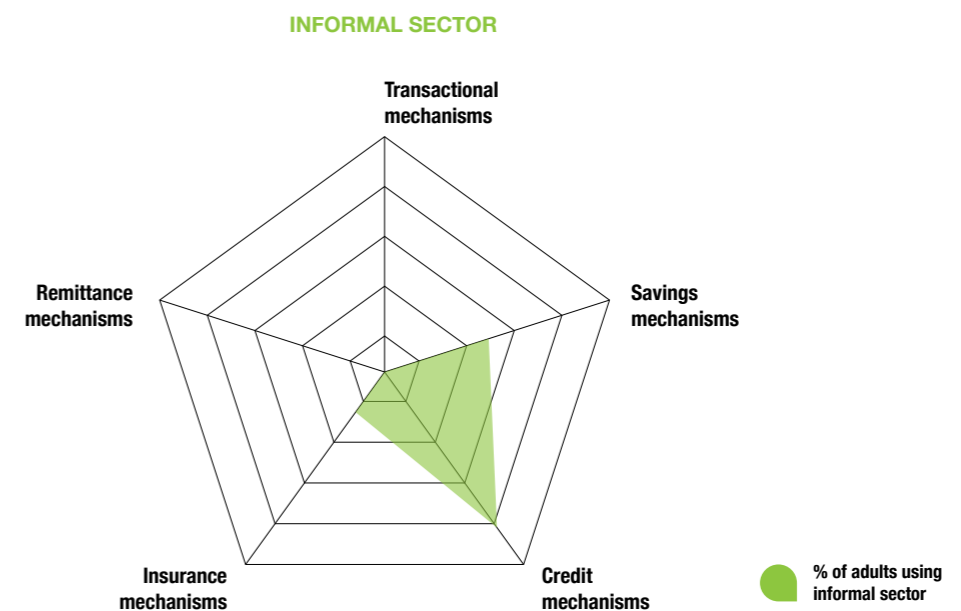 INFORMAL SECTOR
Transactional
mechanisms
Remittance
mechanisms
Savings
mechanisms
Insurance
mechanisms
Credit
mechanisms
% of adults using
informal sector